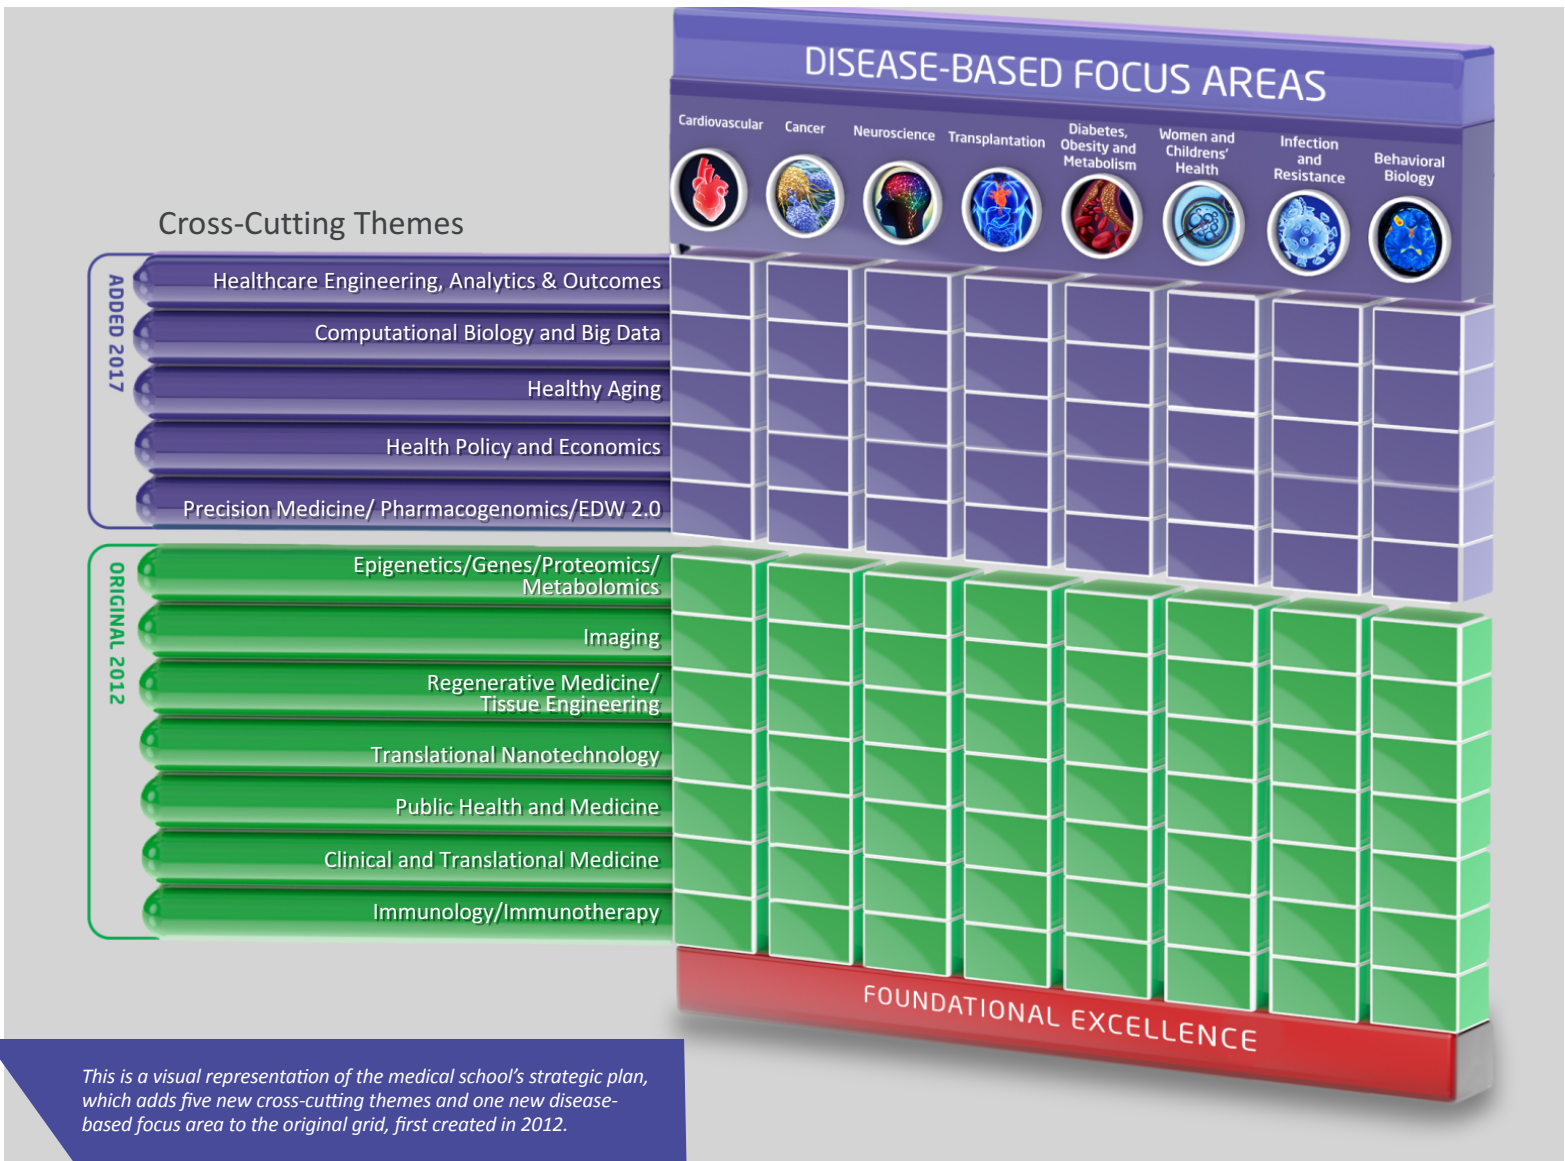 DISEASE-BASED FOCUS AREAS
Cardiovascular
Cancer
Neuroscience
Transplantation
Diabetes,
Obesity and
Metabolism
Women and
Childrens'
Health
Infection
and
Resistance
Behavioral
Biology
Cross-Cutting Themes
ADDED 2017
Healthcare Engineering, Analytics & Outcomes
Computational Biology and Big Data
Healthy Aging
Health Policy and Economics
Precision Medicine/ Pharmacogenomics/EDW 2.0
ORIGINAL 2012
Epigenetics/Genes/Proteomics/
Metabolomics
Imaging
Regenerative Medicine/
Tissue Engineering
Translational Nanotechnology
Public Health and Medicine
Clinical and Translational Medicine
Immunology/Immunotherapy
FOUNDATIONAL EXCELLENCE
This is a visual representation of the medical school's strategic plan,
which adds five new cross-cutting themes and one new disease-
based focus area to the original grid, first created in 2012.